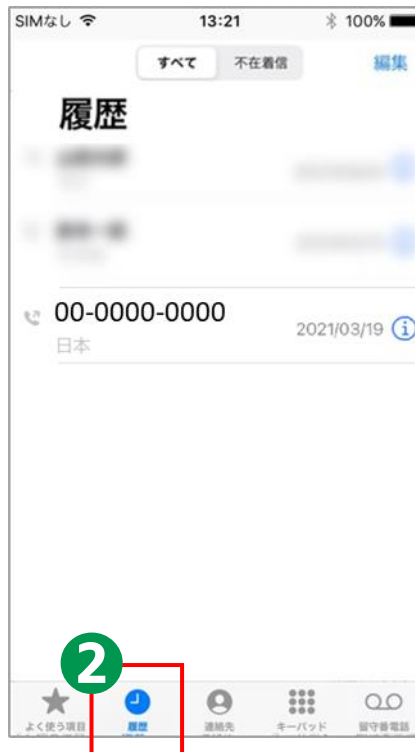 SIMなし 13:21 100%
すべて 不在着信 編集
履歴
00-0000-0000
日本
2021/03/19
2
よく使う項目 履歴 連絡先 キーパッド 留守番電話